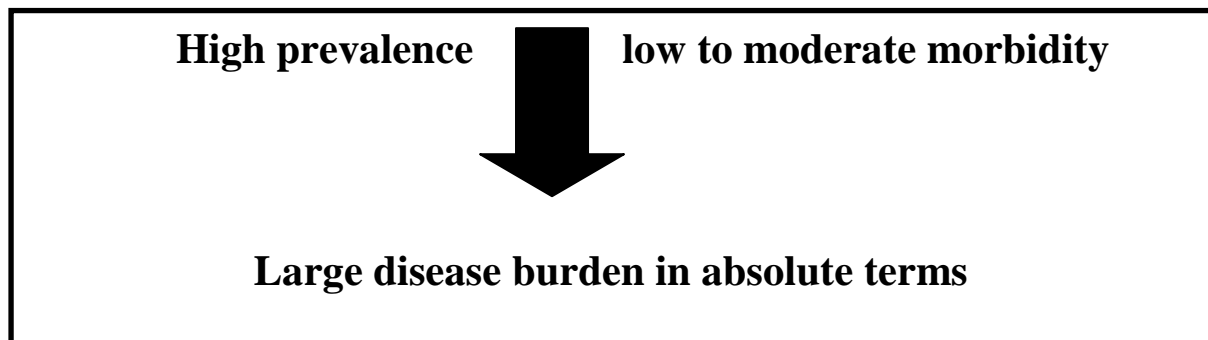 High prevalence low to moderate morbidity
Large disease burden in absolute terms